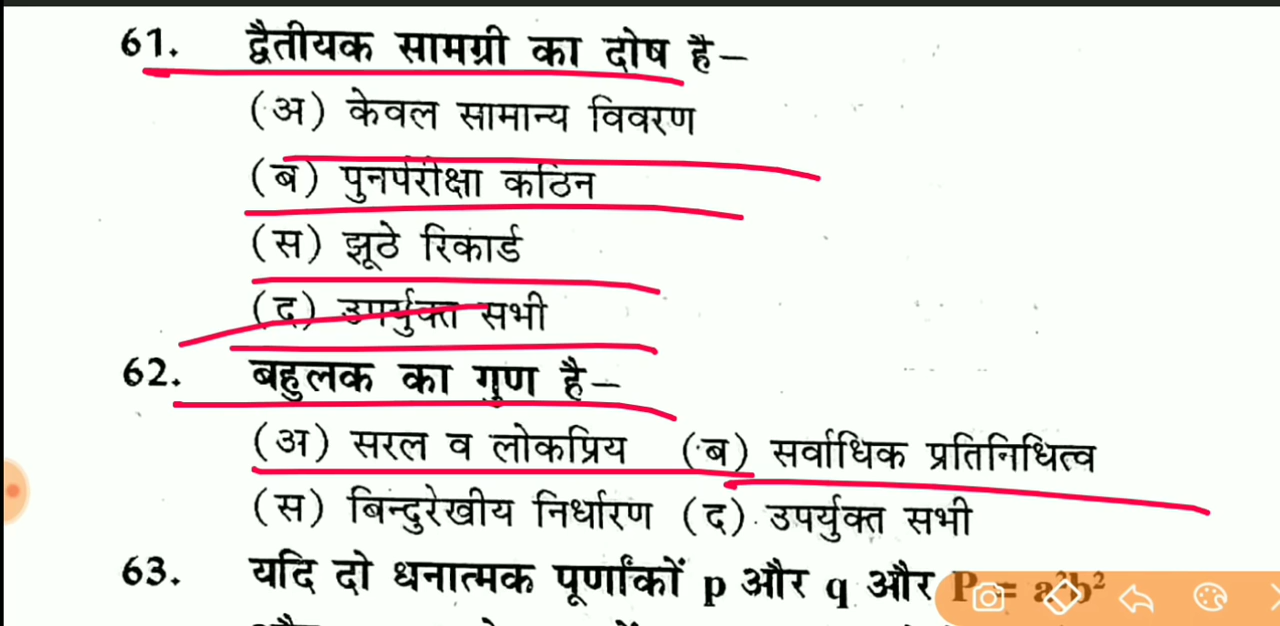 61. द्वैतीयक सामग्री का दोष है–
(अ) केवल सामान्य विवरण
(ब) पुनर्परीक्षा कठिन
(स) झूठे रिकार्ड
(द) उपर्युक्त सभी
62. बहुलक का गुण है–
(अ) सरल व लोकप्रिय (ब) सर्वाधिक प्रतिनिधित्व
(स) बिन्दुरेखीय निर्धारण (द) उपर्युक्त सभी
63. यदि दो धनात्मक पूर्णांकों p और q और P =